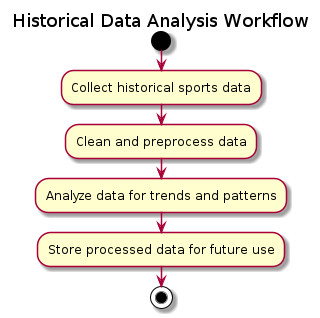 Historical Data Analysis Workflow
Collect historical sports data
Clean and preprocess data
Analyze data for trends and patterns
Store processed data for future use